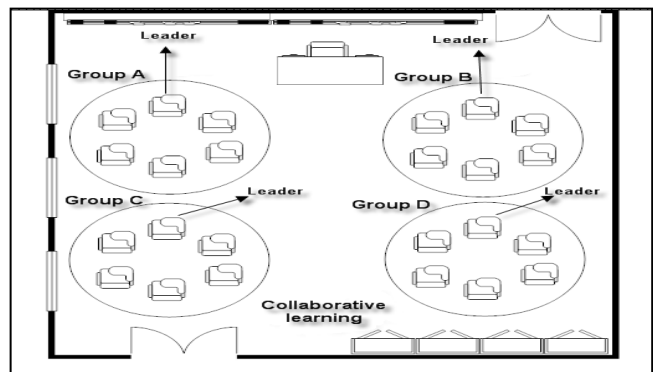 Leader
Leader
Group A
Group B
Leader
Leader
Group C
Group D
Collaborative
learning